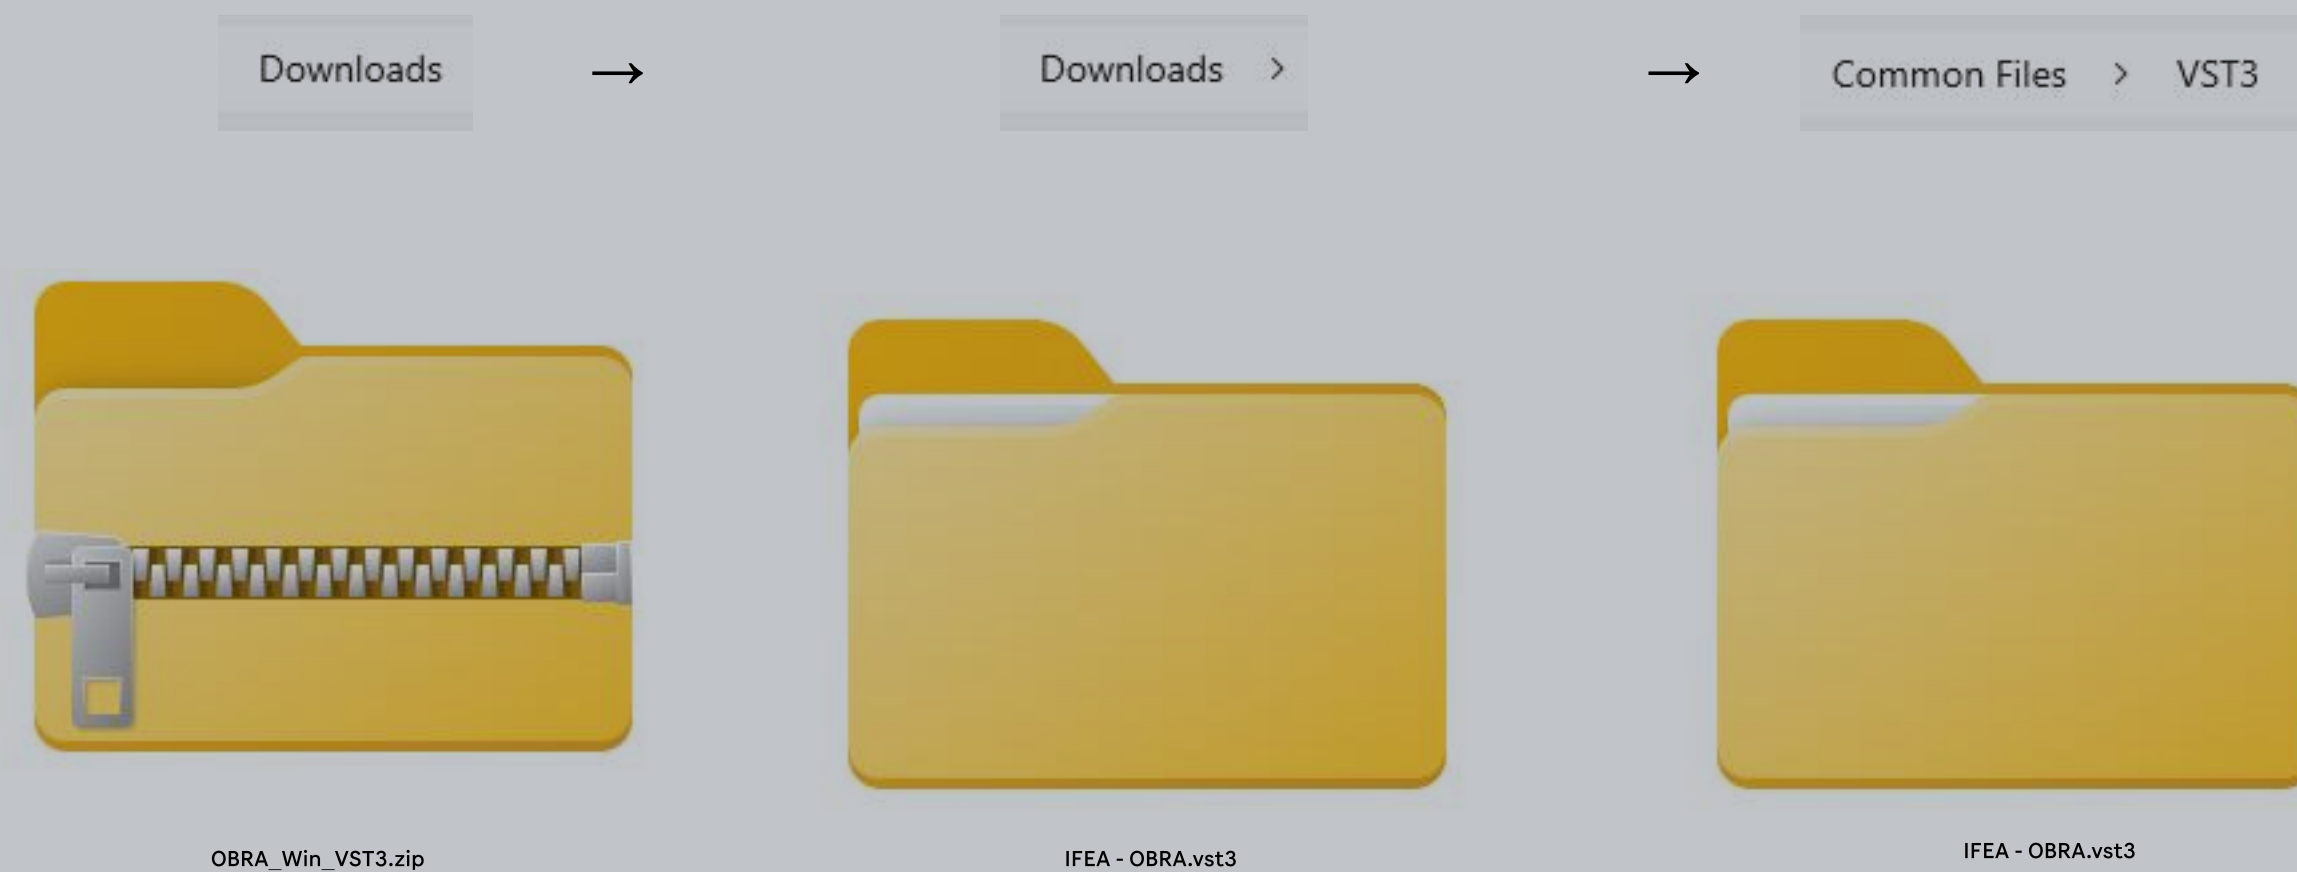 Downloads
→
Downloads >
→
Common Files > VST3
OBRA_Win_VST3.zip
IFEA - OBRA.vst3
IFEA - OBRA.vst3